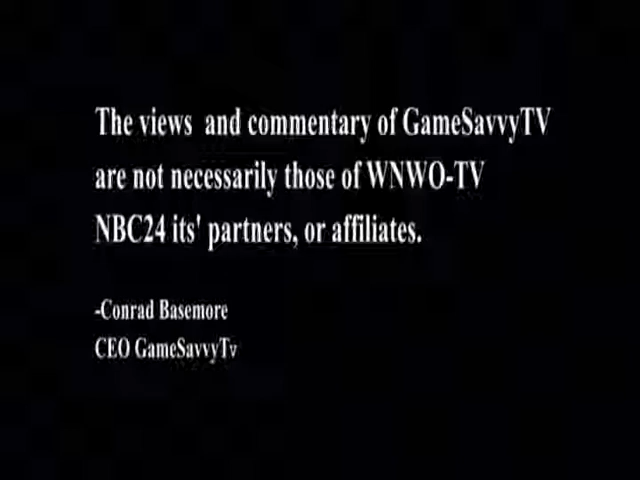 The views and commentary of GameSavvyTV
are not necessarily those of WNWO-TV
NBC24 its' partners, or affiliates.
-Conrad Basemore
CEO GameSavvyTv